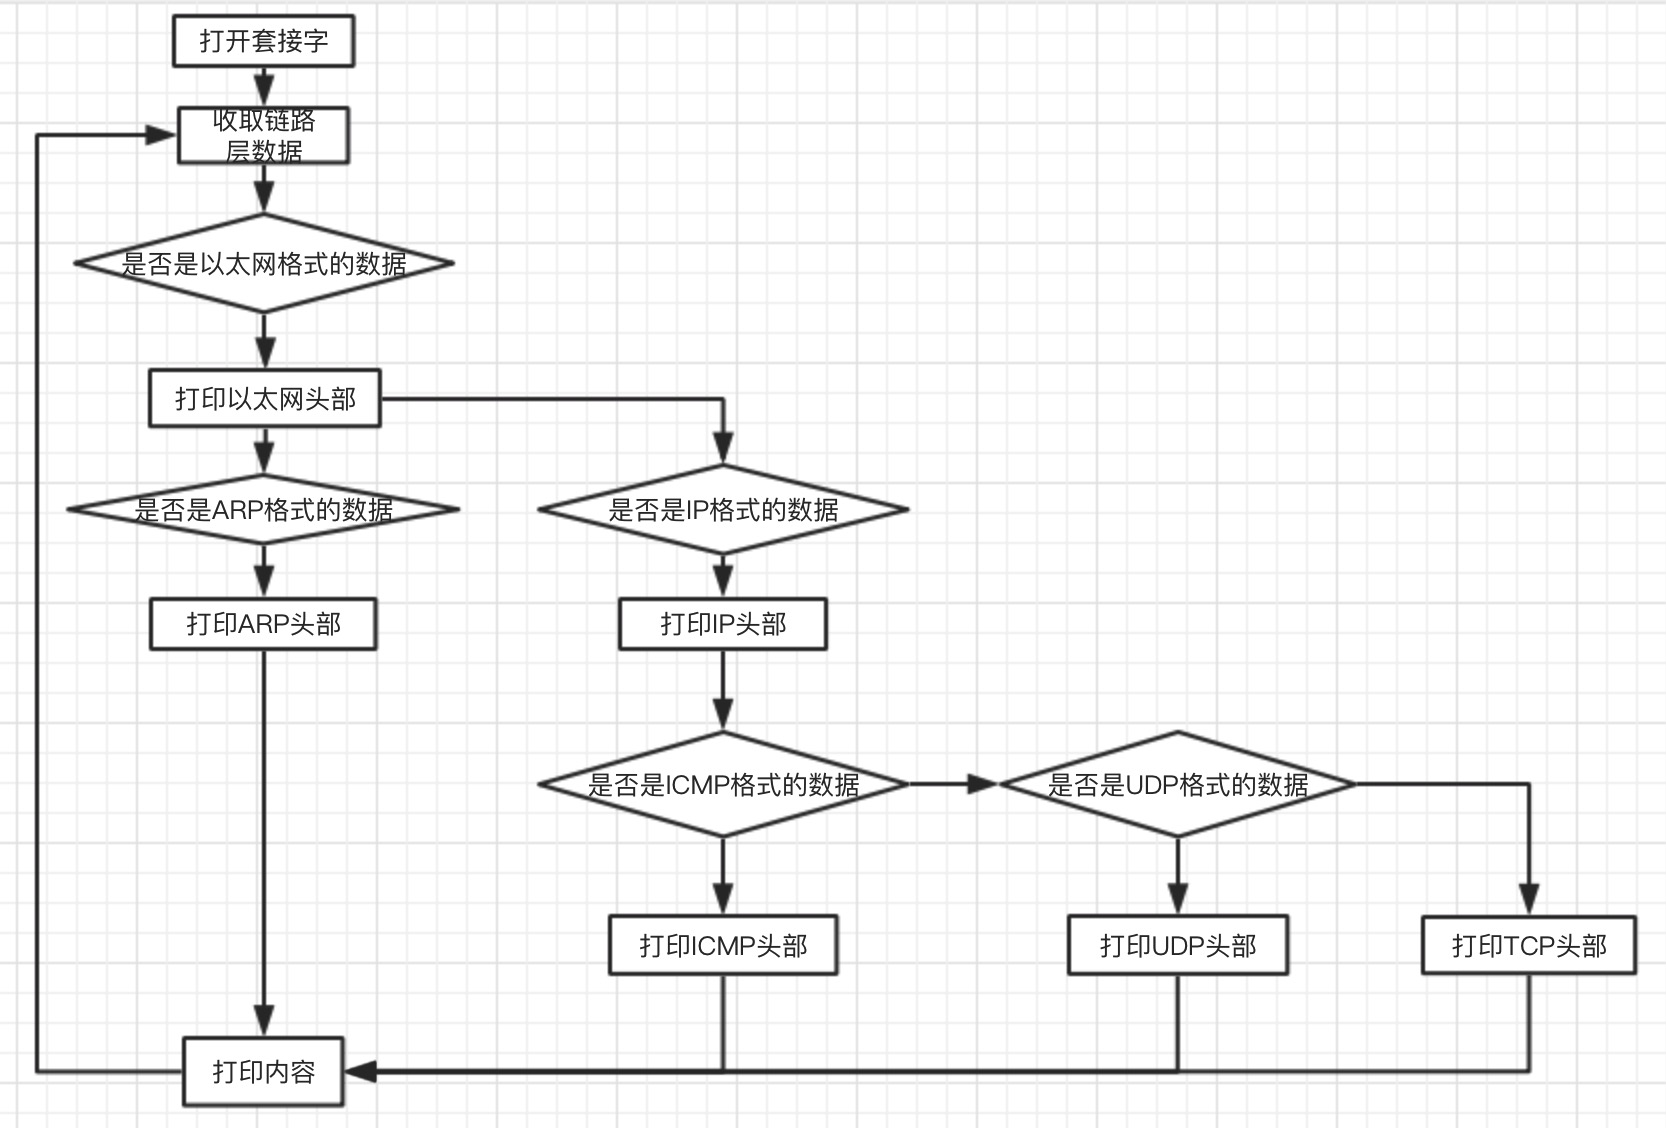 打开套接字
收取链路
层数据
是否是以太网格式的数据
打印以太网头部
是否是ARP格式的数据
是否是IP格式的数据
打印ARP头部
打印IP头部
是否是ICMP格式的数据
是否是UDP格式的数据
打印ICMP头部
打印UDP头部
打印TCP头部
打印内容